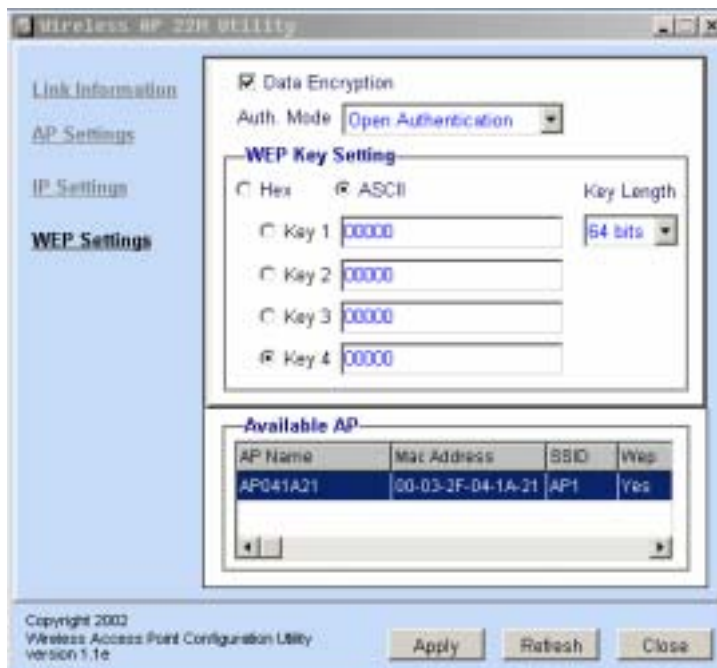 Wireless AP 22M Utility
Link Information
AP Settings
IP Settings
WEP Settings
Data Encryption
Auth. Mode Open Authentication
WEP Key Setting
Hex ASCII Key Length
Key 1 00000 64 bits
Key 2 00000
Key 3 00000
Key 4 00000
Available AP
AP Name Mac Address SSID Wep
AP041A21 00-03-2F-04-1A-21 AP1 Yes
Copyright 2002
Wireless Access Point Configuration Utility
version 1.1e
Apply Refresh Close